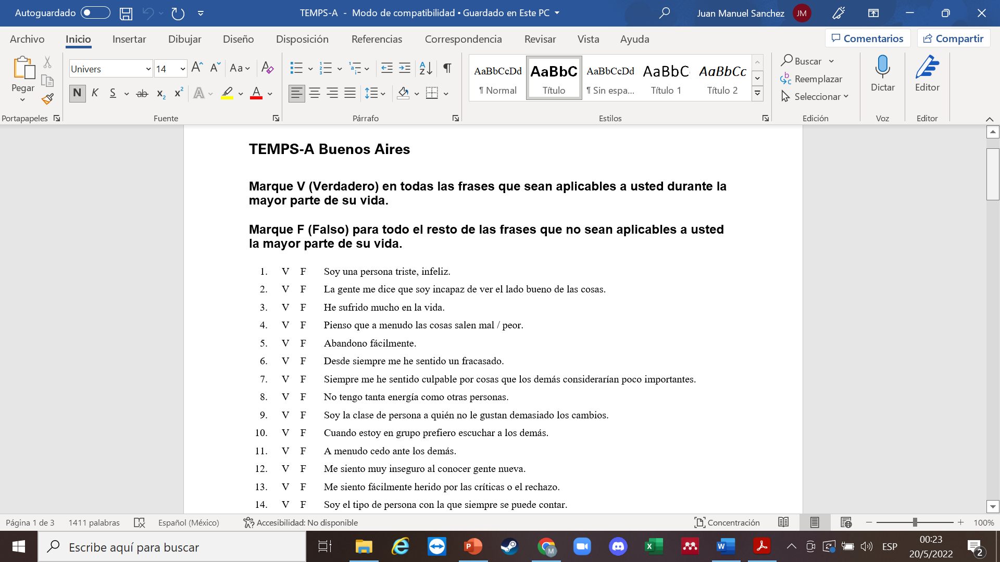 Autoguardado
TEMPS-A - Modo de compatibilidad • Guardado en Este PC
Juan Manuel Sanchez JM
Archivo Inicio Insertar Dibujar Diseño Disposición Referencias Correspondencia Revisar Vista Ayuda
Comentarios Compartir
Pegar
Portapapeles
Univers 14
Aa
N K S ab x₂ x² A A
Fuente
Párrafo
AaBbCcDd AaBbC AaBbCcDd AaBbC AaBbCc
¶ Normal Título ¶ Sin espa... Título 1 Título 2
Estilos
Buscar
Reemplazar
Seleccionar
Edición
Dictar
Voz
Editor
Editor
TEMPS-A Buenos Aires
Marque V (Verdadero) en todas las frases que sean aplicables a usted durante la
mayor parte de su vida.
Marque F (Falso) para todo el resto de las frases que no sean aplicables a usted
la mayor parte de su vida.
1. V F Soy una persona triste, infeliz.
2. V F La gente me dice que soy incapaz de ver el lado bueno de las cosas.
3. V F He sufrido mucho en la vida.
4. V F Pienso que a menudo las cosas salen mal / peor.
5. V F Abandono fácilmente.
6. V F Desde siempre me he sentido un fracasado.
7. V F Siempre me he sentido culpable por cosas que los demás considerarían poco importantes.
8. V F No tengo tanta energía como otras personas.
9. V F Soy la clase de persona a quién no le gustan demasiado los cambios.
10. V F Cuando estoy en grupo prefiero escuchar a los demás.
11. V F A menudo cedo ante los demás.
12. V F Me siento muy inseguro al conocer gente nueva.
13. V F Me siento fácilmente herido por las críticas o el rechazo.
14. V F Soy el tipo de persona con la que siempre se puede contar.
Página 1 de 3 1411 palabras Español (México) Accesibilidad: No disponible Concentración 100%
Escribe aquí para buscar
ESP
00:23
20/5/2022
2